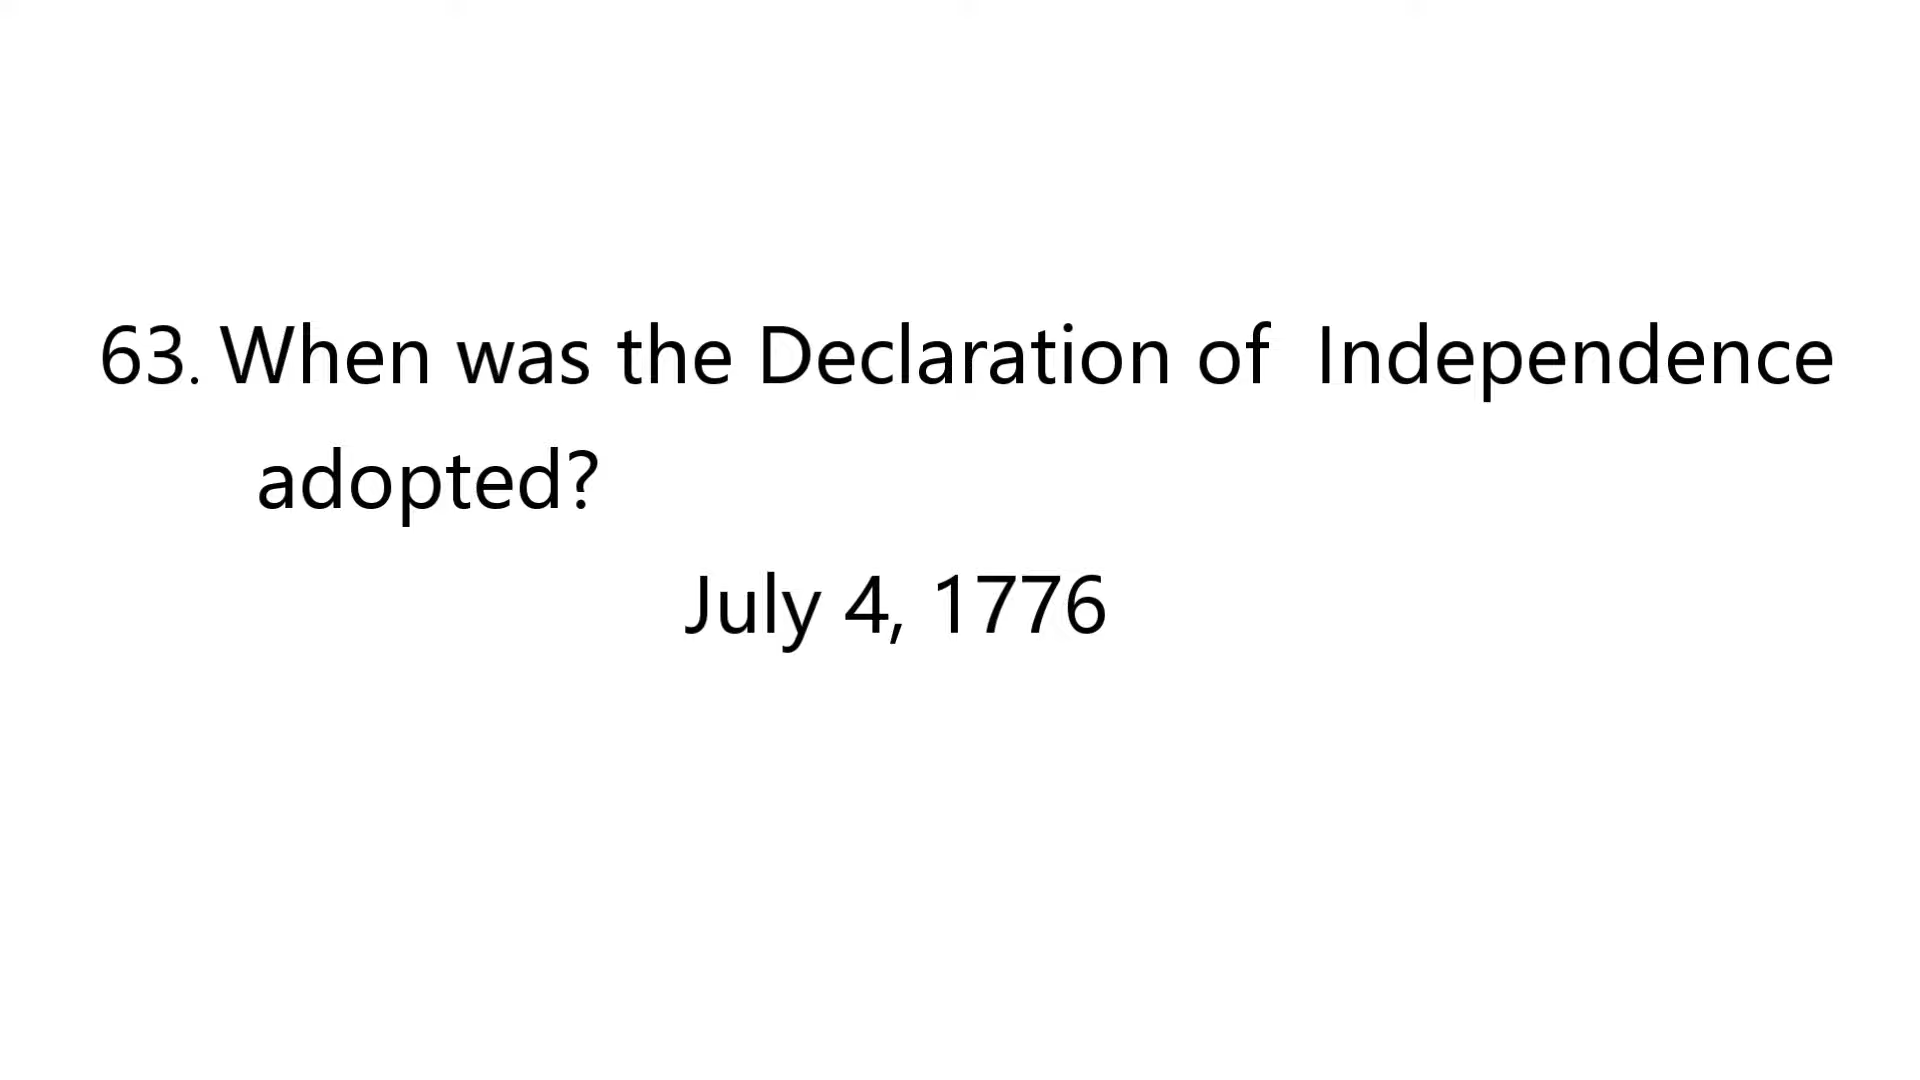 63. When was the Declaration of Independence
adopted?
July 4, 1776